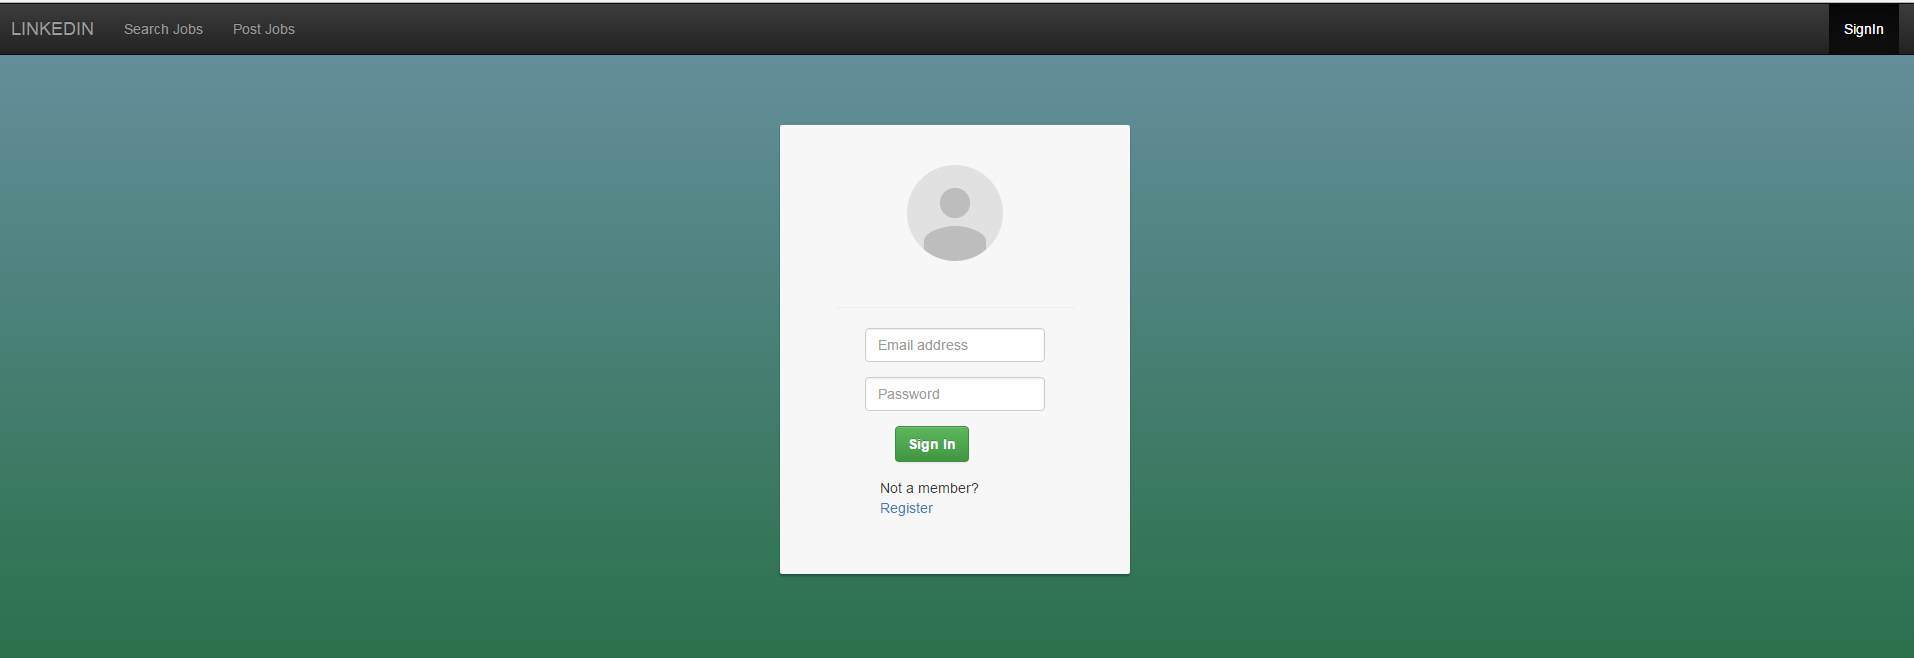 LINKEDIN Search Jobs Post Jobs SignIn
Email address
Password
Sign In
Not a member?
Register